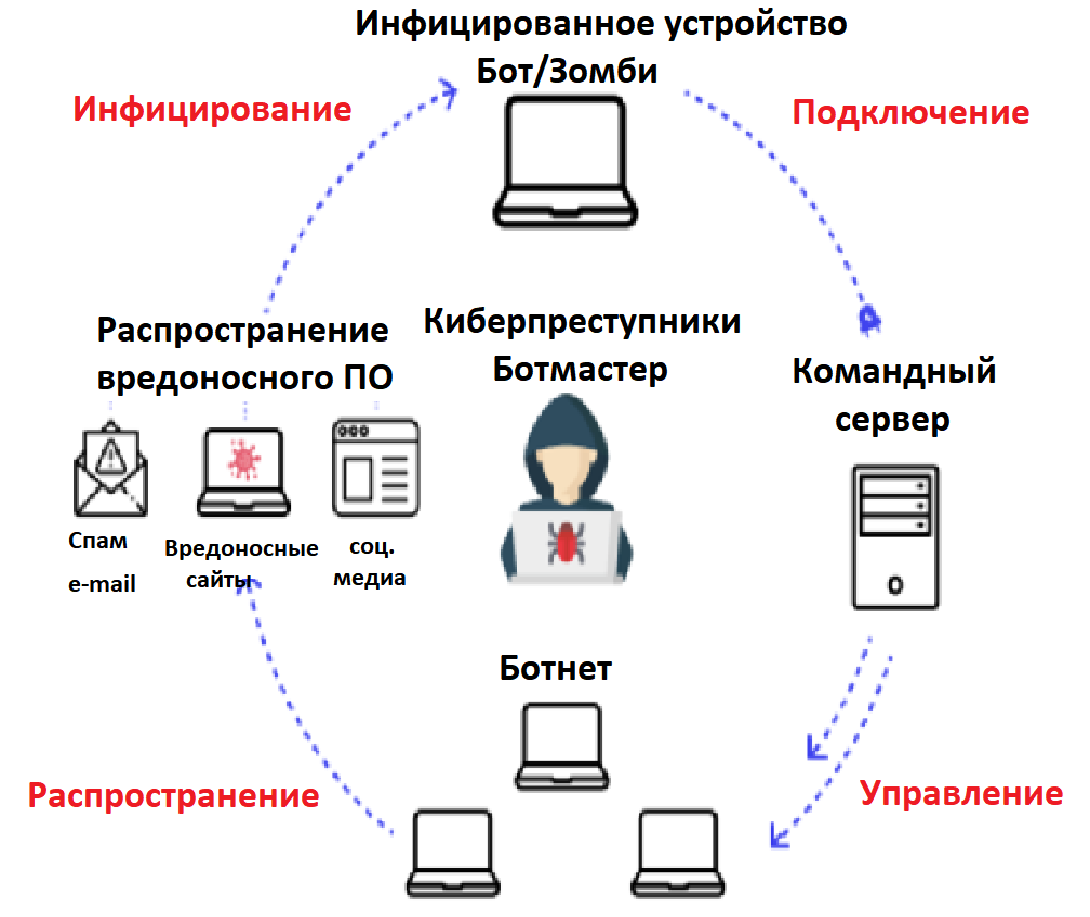 Инфицированное устройство
Бот/Зомби
Инфицирование
Подключение
Распространение
вредоносного ПО
Киберпреступники
Ботмастер
Командный
сервер
Спам
e-mail
Вредоносные
сайты
соц.
медиа
Ботнет
Распространение
Управление